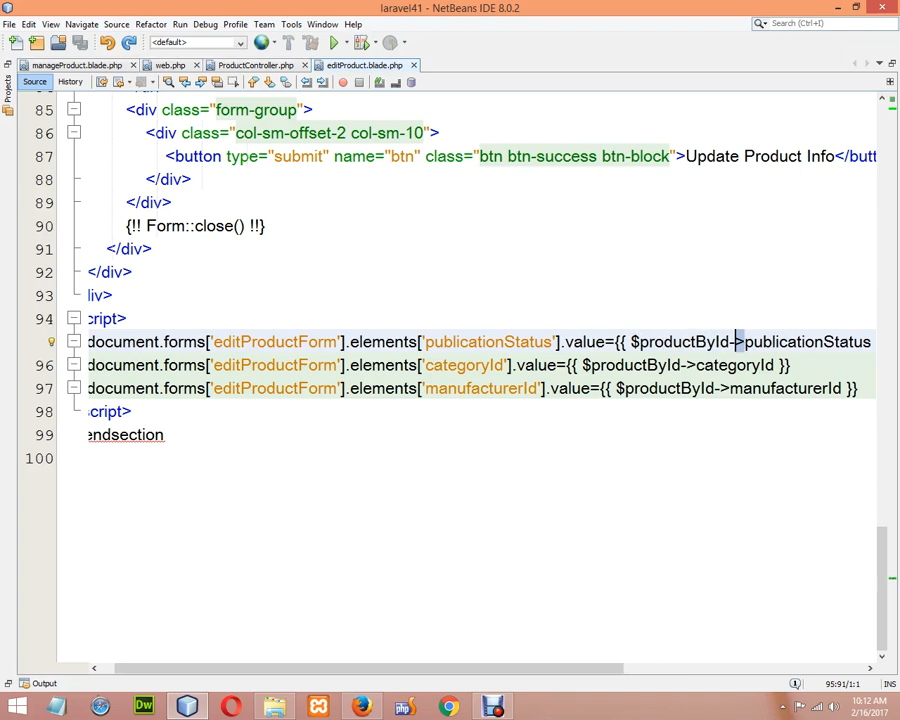 laravel41 - NetBeans IDE 8.0.2
File Edit View Navigate Source Refactor Run Debug Profile Team Tools Window Help
Search (Ctrl+I)
<default>
manageProduct.blade.php web.php ProductController.php editProduct.blade.php
Source History
Projects
85 <div class="form-group">
86 <div class="col-sm-offset-2 col-sm-10">
87 <button type="submit" name="btn" class="btn btn-success btn-block">Update Product Info</butt
88 </div>
89 </div>
90 {!! Form::close() !!}
91 </div>
92 </div>
93 div>
94 cript>
document.forms['editProductForm'].elements['publicationStatus'].value={{ $productById->publicationStatus
96 document.forms['editProductForm'].elements['categoryId'].value={{ $productById->categoryId }}
97 document.forms['editProductForm'].elements['manufacturerId'].value={{ $productById->manufacturerId }}
98 script>
99 endsection
100
Output
95:91/1:1 INS
10:12 AM
2/16/2017